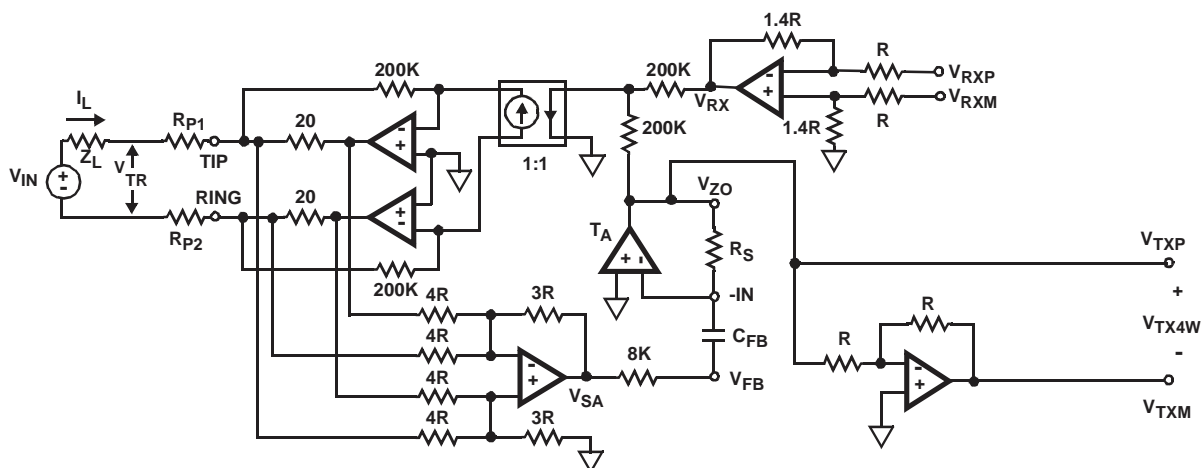 1.4R
R
V_RXP
V_RXM
R
1.4R
V_RX
200K
200K
1:1
200K
I_L
R_P1
20
TIP
Z_L
V_IN
V_TR
RING
20
R_P2
200K
-
+
+
-
-
+
+
-
V_ZO
T_A
R_S
+
-
-IN
C_FB
V_FB
8K
4R
3R
4R
4R
4R
3R
-
+
V_SA
V_TXP
+
V_TX4W
-
V_TXM
R
R
-
+